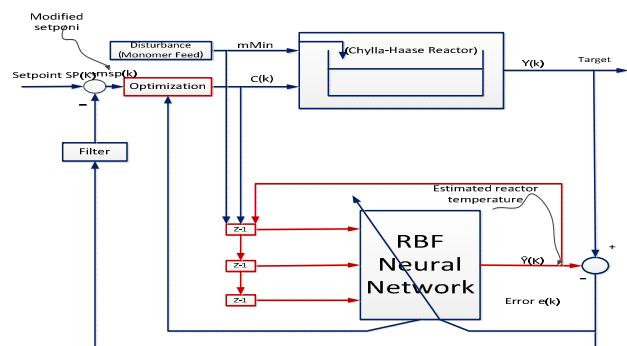 Modified
setponi
Disturbance
(Monomer Feed)
mMin
(Chylla-Haase Reactor)
Setpoint SP(K)
msp(k)
Optimization
C(k)
Y(k)
Target
Filter
Estimated reactor
temperature
z-1
z-1
z-1
RBF
Neural
Network
Ŷ(K)
Error e(k)
+
−
−